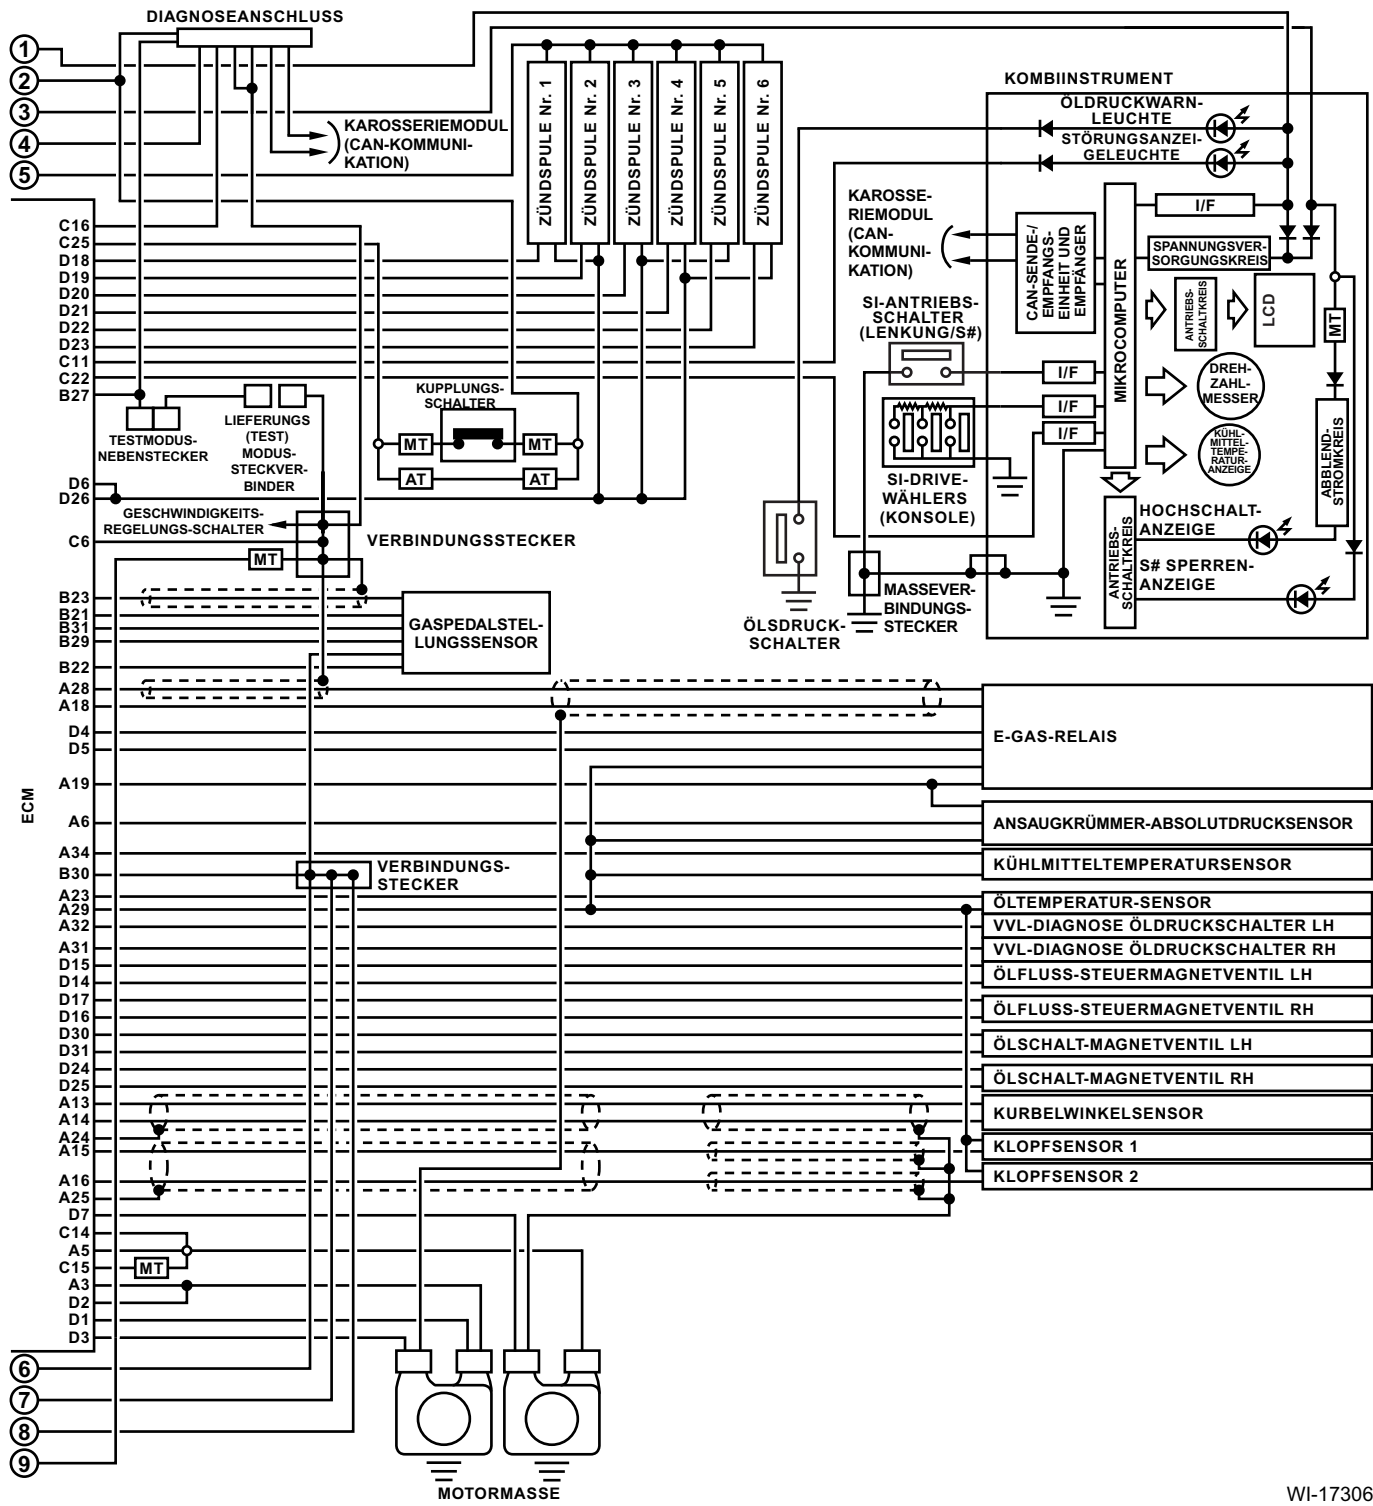 DIAGNOSEANSCHLUSS
1
2
3
4
5
KAROSSERIEMODUL
(CAN-KOMMUNI-
KATION)
ZÜNDSPULE Nr. 1
ZÜNDSPULE Nr. 2
ZÜNDSPULE Nr. 3
ZÜNDSPULE Nr. 4
ZÜNDSPULE Nr. 5
ZÜNDSPULE Nr. 6
KOMBIINSTRUMENT
ÖLDRUCKWARN-
LEUCHTE
STÖRUNGSANZEI-
GELEUCHTE
KAROSSE-
RIEMODUL
(CAN-
KOMMUNI-
KATION)
CAN-SENDE-/
EMPFANGS-
EINHEIT UND
EMPFÄNGER
MIKROCOMPUTER
I/F
SPANNUNGSVER-
SORGUNGSKREIS
ANTRIEBS-
SCHALTKREIS
LCD
MT
SI-ANTRIEBS-
SCHALTER
(LENKUNG/S#)
I/F
I/F
I/F
DREH-
ZAHL-
MESSER
KÜHL-
MITTEL-
TEMPE-
RATUR-
ANZEIGE
SI-DRIVE-
WÄHLERS
(KONSOLE)
ABBLEND-
STROMKREIS
ANTRIEBS-
SCHALTKREIS
HOCHSCHALT-
ANZEIGE
S# SPERREN-
ANZEIGE
MASSEVER-
BINDUNGS-
STECKER
ÖLSDRUCK-
SCHALTER
C16
C25
D18
D19
D20
D21
D22
D23
C11
C22
B27
TESTMODUS-
NEBENSTECKER
LIEFERUNGS
(TEST)
MODUS-
STECKVER-
BINDER
KUPPLUNGS-
SCHALTER
MT
MT
AT
AT
D6
D26
GESCHWINDIGKEITS-
REGELUNGS-SCHALTER
C6
VERBINDUNGSSTECKER
MT
B23
B21
B31
B29
B22
GASPEDALSTEL-
LUNGSSENSOR
A28
A18
D4
D5
A19
E-GAS-RELAIS
ECM
A6
ANSAUGKRÜMMER-ABSOLUTDRUCKSENSOR
A34
KÜHLMITTELTEMPERATURSENSOR
B30
VERBINDUNGS-
STECKER
A23
A29
ÖLTEMPERATUR-SENSOR
A32
VVL-DIAGNOSE ÖLDRUCKSCHALTER LH
A31
VVL-DIAGNOSE ÖLDRUCKSCHALTER RH
D15
D14
ÖLFLUSS-STEUERMAGNETVENTIL LH
D17
D16
ÖLFLUSS-STEUERMAGNETVENTIL RH
D30
D31
ÖLSCHALT-MAGNETVENTIL LH
D24
D25
ÖLSCHALT-MAGNETVENTIL RH
A13
A14
KURBELWINKELSENSOR
A24
A15
KLOPFSENSOR 1
A16
KLOPFSENSOR 2
A25
D7
C14
A5
C15
MT
A3
D2
D1
D3
6
7
8
9
MOTORMASSE
WI-17306